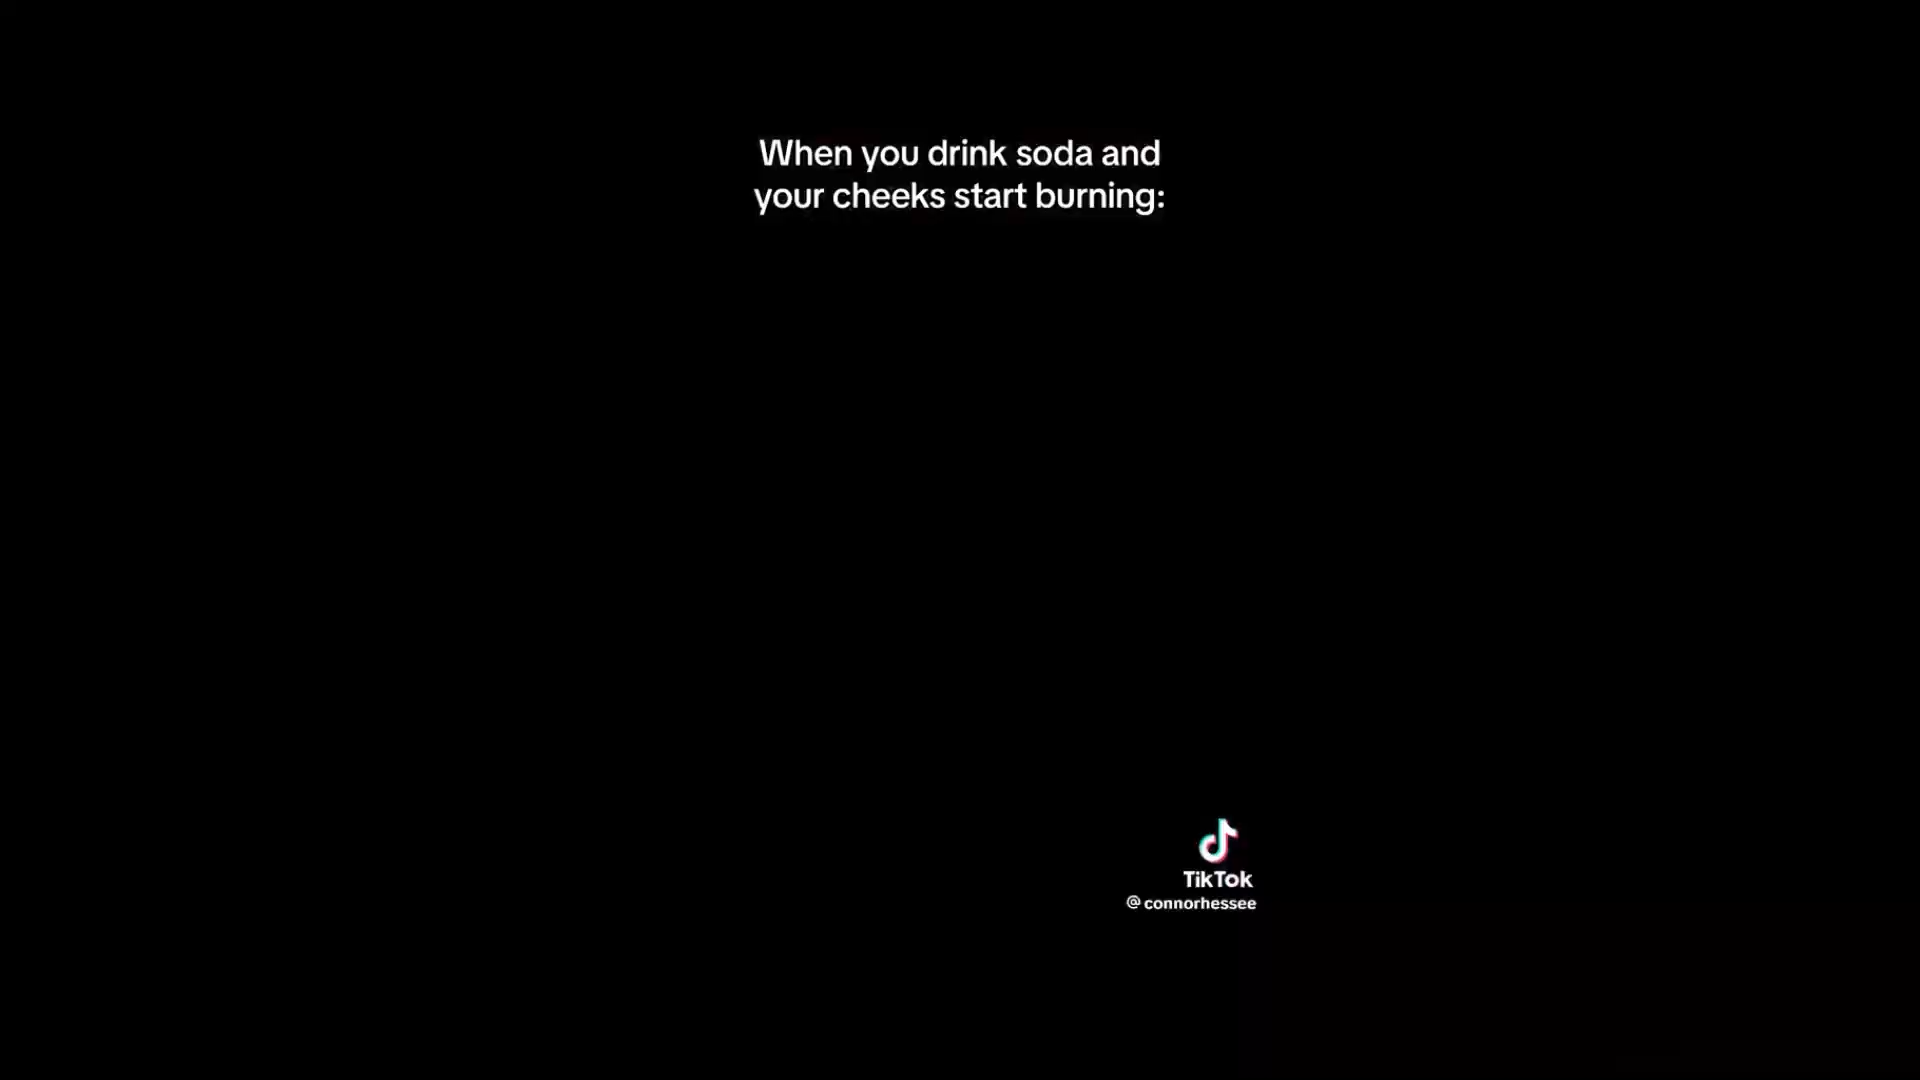 When you drink soda and
your cheeks start burning:
TikTok
@connorhessee